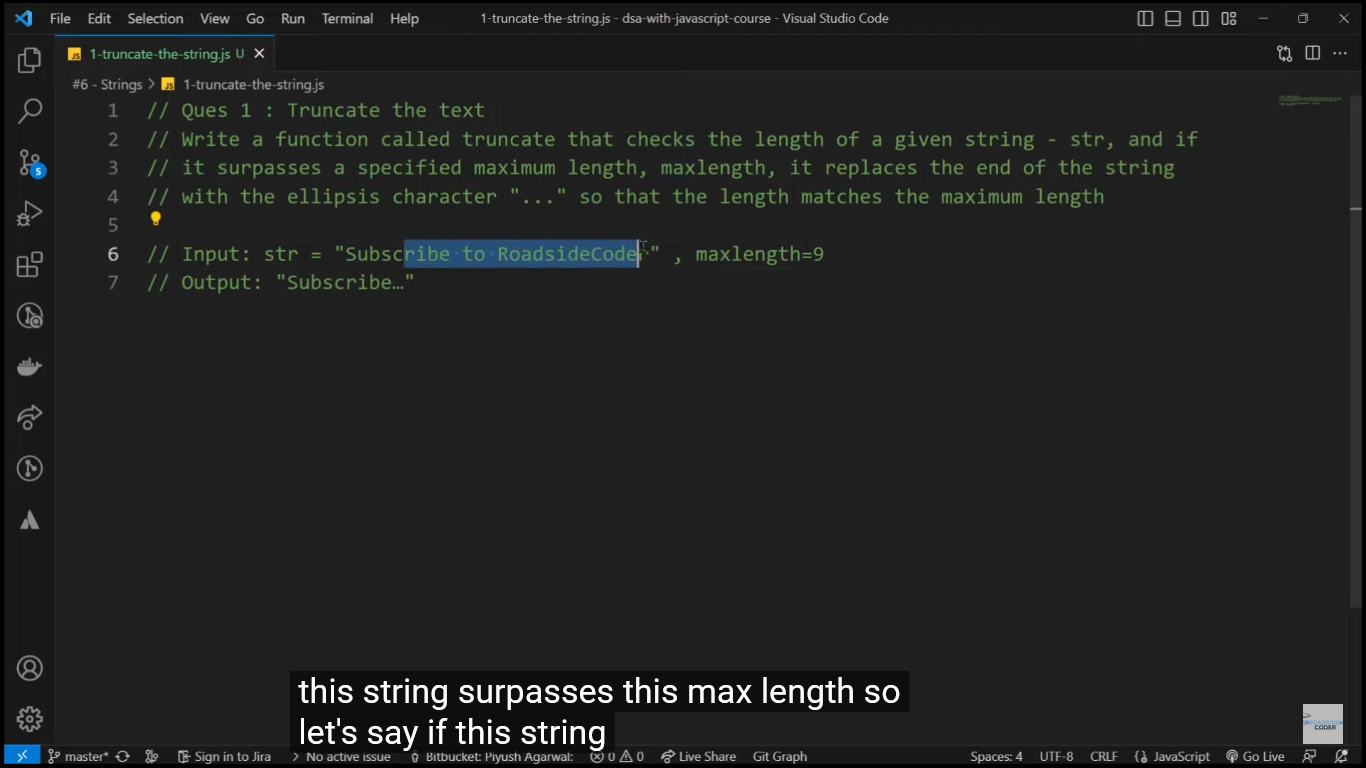 File Edit Selection View Go Run Terminal Help 1-truncate-the-string.js - dsa-with-javascript-course - Visual Studio Code
JS 1-truncate-the-string.js U
#6 - Strings > JS 1-truncate-the-string.js
1 // Ques 1 : Truncate the text
2 // Write a function called truncate that checks the length of a given string - str, and if
3 // it surpasses a specified maximum length, maxlength, it replaces the end of the string
4 // with the ellipsis character "..." so that the length matches the maximum length
5
6 // Input: str = "Subscribe to RoadsideCoder" , maxlength=9
7 // Output: "Subscribe…"
5
this string surpasses this max length so
let's say if this string
ROADSIDE
CODER
master* Sign in to Jira No active issue Bitbucket: Piyush Agarwal: 0 0 Live Share Git Graph Spaces: 4 UTF-8 CRLF {} JavaScript Go Live